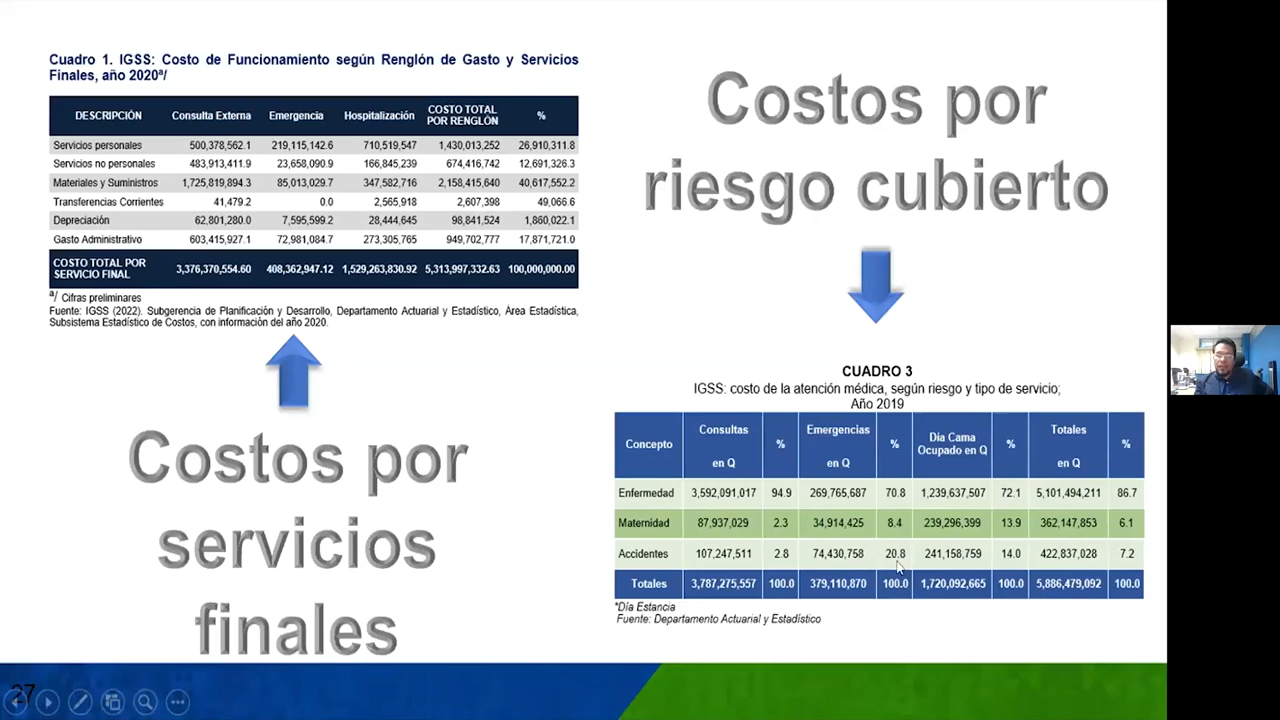 Cuadro 1. IGSS: Costo de Funcionamiento según Renglón de Gasto y Servicios
Finales, año 2020a/
DESCRIPCIÓN Consulta Externa Emergencia Hospitalización COSTO TOTAL POR RENGLÓN %
Servicios personales 500,378,562.1 219,115,142.6 710,519,547 1,430,013,252 26,910,311.8
Servicios no personales 483,913,411.9 23,658,090.9 166,845,239 674,416,742 12,691,326.3
Materiales y Suministros 1,725,819,894.3 85,013,029.7 347,582,716 2,158,415,640 40,617,552.2
Transferencias Corrientes 41,479.2 0.0 2,565,918 2,607,398 49,066.6
Depreciación 62,801,280.0 7,595,599.2 28,444,645 98,841,524 1,860,022.1
Gasto Administrativo 603,415,927.1 72,981,084.7 273,305,765 949,702,777 17,871,721.0
COSTO TOTAL POR SERVICIO FINAL 3,376,370,554.60 408,362,947.12 1,529,263,830.92 5,313,997,332.63 100,000,000.00
a/ Cifras preliminares
Fuente: IGSS (2022). Subgerencia de Planificación y Desarrollo, Departamento Actuarial y Estadístico, Área Estadística,
Subsistema Estadístico de Costos, con información del año 2020.
Costos por
servicios
finales
Costos por
riesgo cubierto
CUADRO 3
IGSS: costo de la atención médica, según riesgo y tipo de servicio;
Año 2019
Concepto Consultas en Q % Emergencias en Q % Día Cama Ocupado en Q % Totales en Q %
Enfermedad 3,592,091,017 94.9 269,765,687 70.8 1,239,637,507 72.1 5,101,494,211 86.7
Maternidad 87,937,029 2.3 34,914,425 8.4 239,296,399 13.9 362,147,853 6.1
Accidentes 107,247,511 2.8 74,430,758 20.8 241,158,759 14.0 422,837,028 7.2
Totales 3,787,275,557 100.0 379,110,870 100.0 1,720,092,665 100.0 5,886,479,092 100.0
*Día Estancia
Fuente: Departamento Actuarial y Estadístico
27